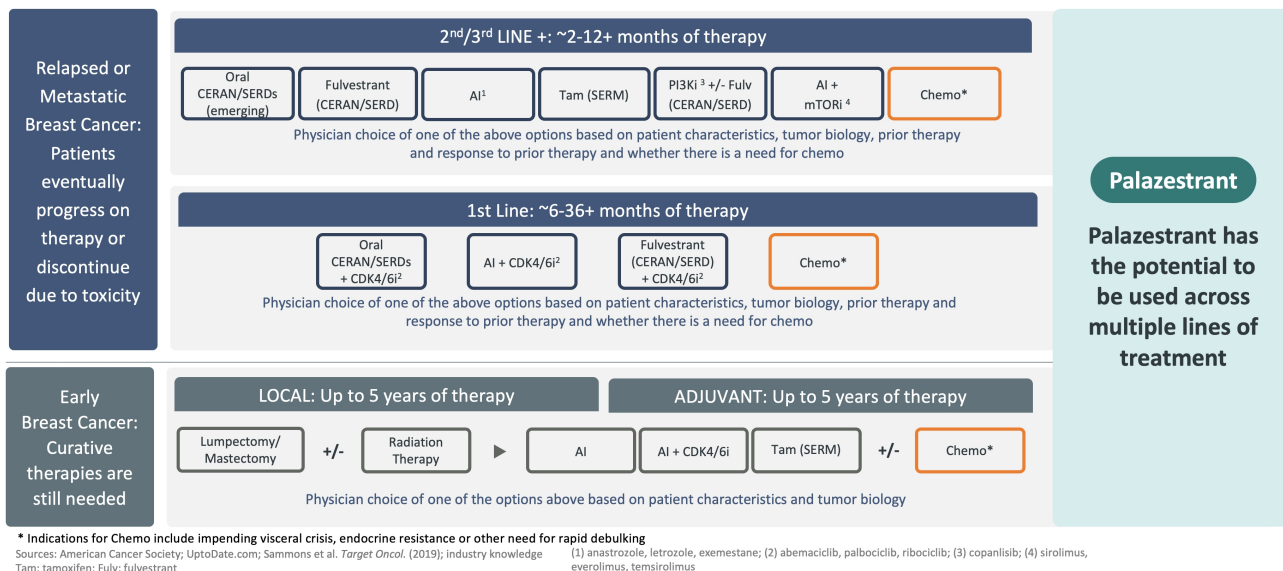 Relapsed or
Metastatic
Breast Cancer:
Patients
eventually
progress on
therapy or
discontinue
due to toxicity
2nd/3rd LINE +: ~2-12+ months of therapy
Oral
CERAN/SERDs
(emerging)
Fulvestrant
(CERAN/SERD)
AI1
Tam (SERM)
PI3Ki 3 +/- Fulv
(CERAN/SERD)
AI +
mTORi 4
Chemo*
Physician choice of one of the above options based on patient characteristics, tumor biology, prior therapy
and response to prior therapy and whether there is a need for chemo
1st Line: ~6-36+ months of therapy
Oral
CERAN/SERDs
+ CDK4/6i2
AI + CDK4/6i2
Fulvestrant
(CERAN/SERD)
+ CDK4/6i2
Chemo*
Physician choice of one of the above options based on patient characteristics, tumor biology, prior therapy and
response to prior therapy and whether there is a need for chemo
Palazestrant
Palazestrant has
the potential to
be used across
multiple lines of
treatment
Early
Breast Cancer:
Curative
therapies are
still needed
LOCAL: Up to 5 years of therapy
ADJUVANT: Up to 5 years of therapy
Lumpectomy/
Mastectomy
+/-
Radiation
Therapy
AI
AI + CDK4/6i
Tam (SERM)
+/-
Chemo*
Physician choice of one of the options above based on patient characteristics and tumor biology
* Indications for Chemo include impending visceral crisis, endocrine resistance or other need for rapid debulking
Sources: American Cancer Society; UptoDate.com; Sammons et al. Target Oncol. (2019); industry knowledge
Tam: tamoxifen; Fulv: fulvestrant
(1) anastrozole, letrozole, exemestane; (2) abemaciclib, palbociclib, ribociclib; (3) copanlisib; (4) sirolimus,
everolimus, temsirolimus